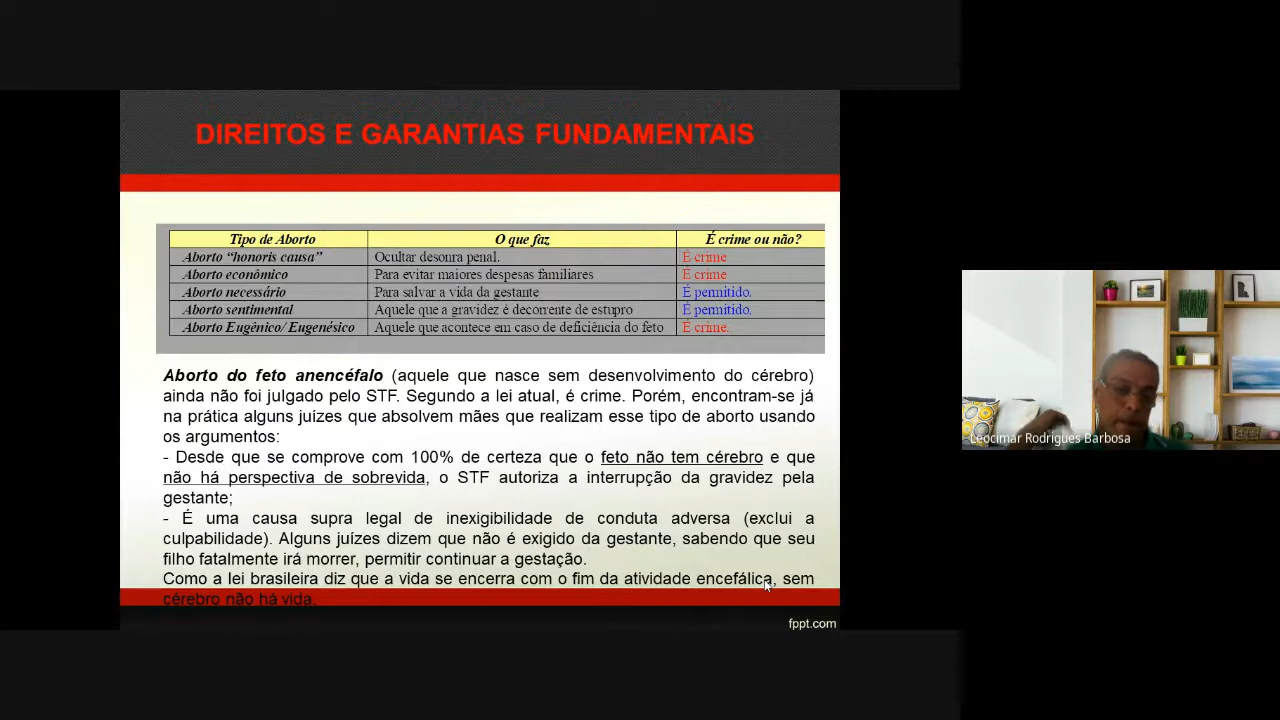 DIREITOS E GARANTIAS FUNDAMENTAIS
Tipo de Aborto O que faz É crime ou não?
Aborto “honoris causa” Ocultar desonra penal. É crime
Aborto econômico Para evitar maiores despesas familiares É crime
Aborto necessário Para salvar a vida da gestante É permitido.
Aborto sentimental Aquele que a gravidez é decorrente de estupro É permitido.
Aborto Eugênico/ Eugenésico Aquele que acontece em caso de deficiência do feto É crime.
Aborto do feto anencéfalo (aquele que nasce sem desenvolvimento do cérebro)
ainda não foi julgado pelo STF. Segundo a lei atual, é crime. Porém, encontram-se já
na prática alguns juízes que absolvem mães que realizam esse tipo de aborto usando
os argumentos:
- Desde que se comprove com 100% de certeza que o feto não tem cérebro e que
não há perspectiva de sobrevida, o STF autoriza a interrupção da gravidez pela
gestante;
- É uma causa supra legal de inexigibilidade de conduta adversa (exclui a
culpabilidade). Alguns juízes dizem que não é exigido da gestante, sabendo que seu
filho fatalmente irá morrer, permitir continuar a gestação.
Como a lei brasileira diz que a vida se encerra com o fim da atividade encefálica, sem
cérebro não há vida.
fppt.com
Leocimar Rodrigues Barbosa